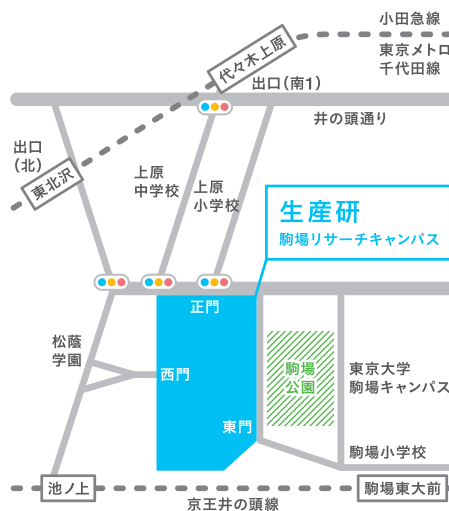 小田急線
東京メトロ
千代田線
代々木上原
出口(南1)
井の頭通り
出口
(北)
東北沢
上原
中学校
上原
小学校
生産研
駒場リサーチキャンパス
正門
松蔭
学園
西門
駒場
公園
東京大学
駒場キャンパス
東門
駒場小学校
池ノ上
駒場東大前
京王井の頭線